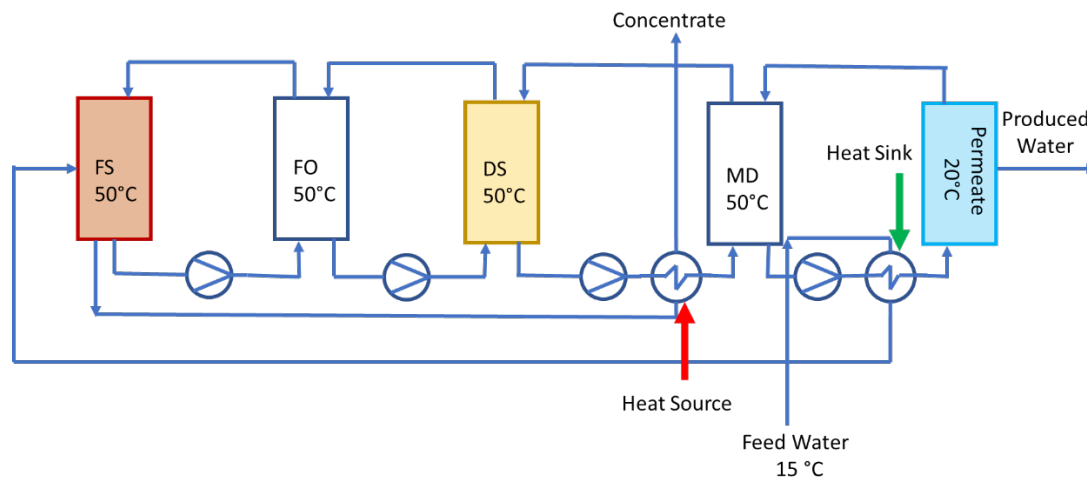 Concentrate
FS
50°C
FO
50°C
DS
50°C
MD
50°C
Heat Sink
Permeate
20°C
Produced
Water
Heat Source
Feed Water
15 °C